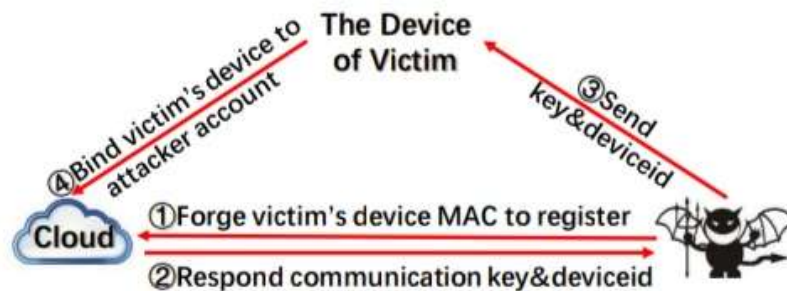 The Device
of Victim
④Bind victim's device to
attacker account
③Send
key&deviceid
①Forge victim's device MAC to register
Cloud
②Respond communication key&deviceid